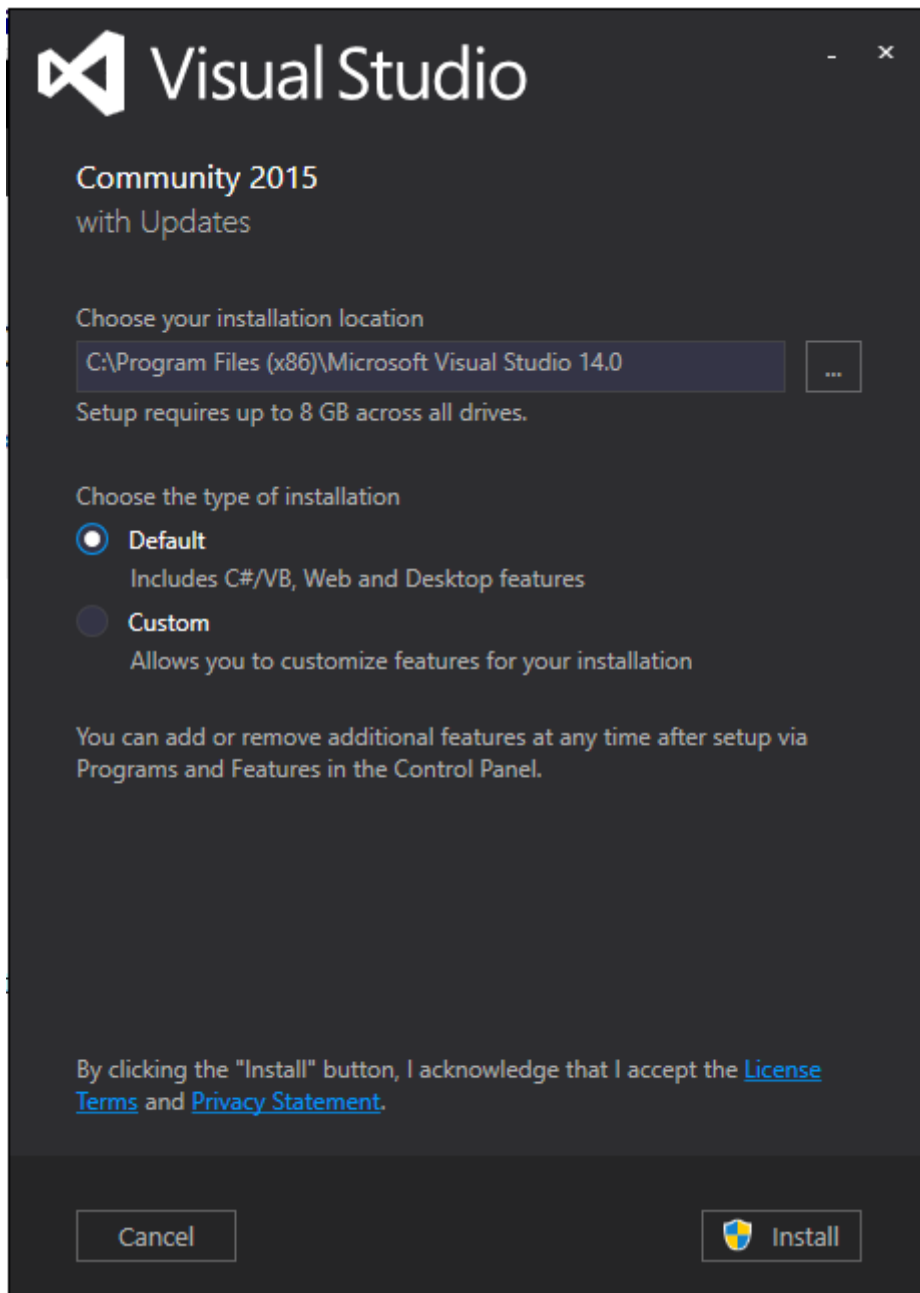 Visual Studio
Community 2015
with Updates
Choose your installation location
C:\Program Files (x86)\Microsoft Visual Studio 14.0
...
Setup requires up to 8 GB across all drives.
Choose the type of installation
Default
Includes C#/VB, Web and Desktop features
Custom
Allows you to customize features for your installation
You can add or remove additional features at any time after setup via
Programs and Features in the Control Panel.
By clicking the "Install" button, I acknowledge that I accept the License
Terms and Privacy Statement.
Cancel
Install